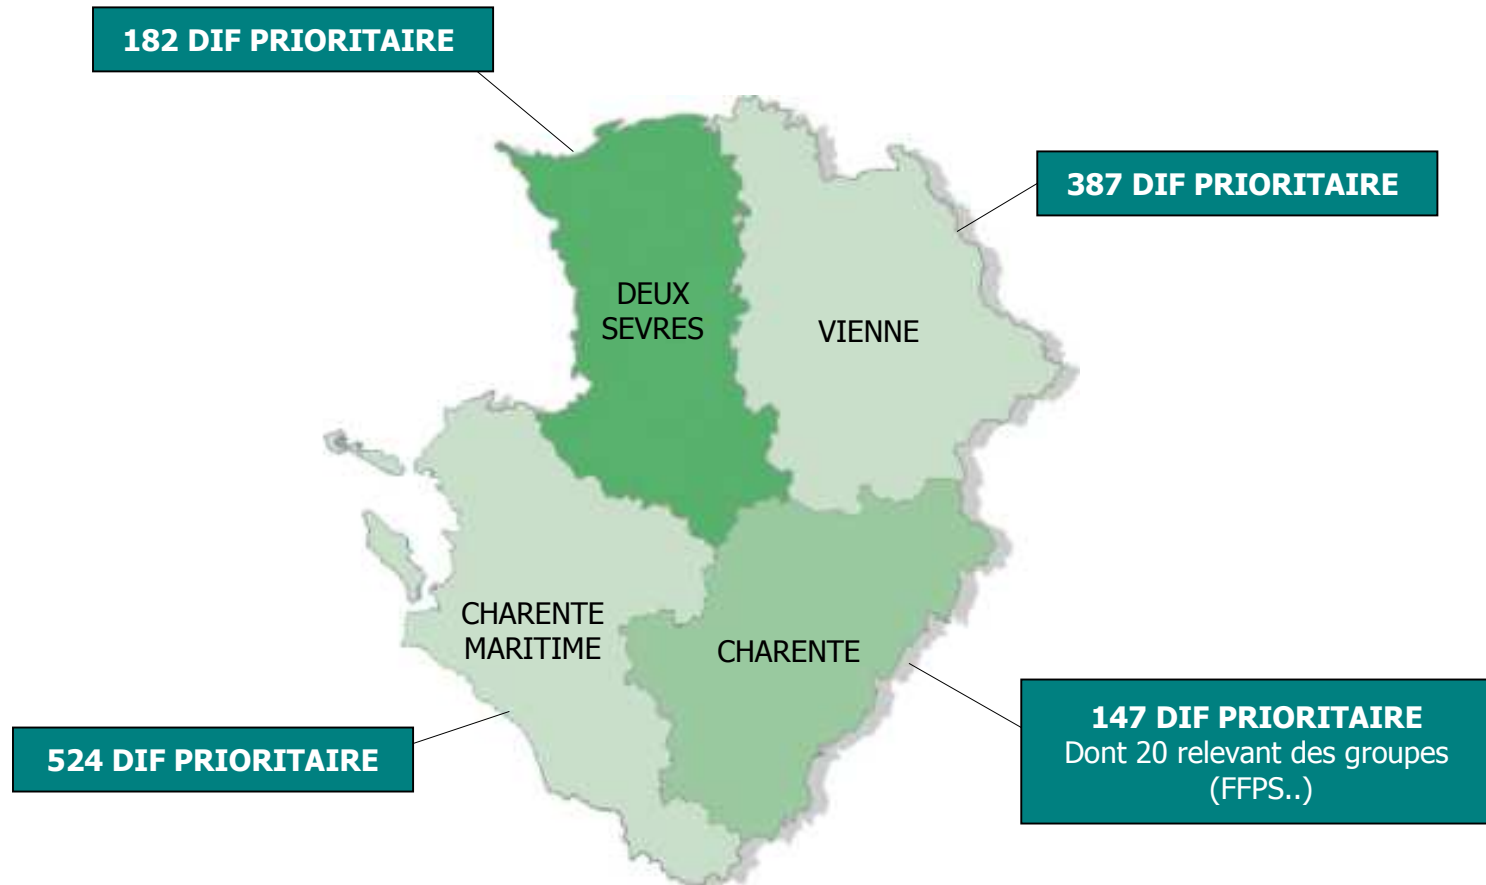 182 DIF PRIORITAIRE
387 DIF PRIORITAIRE
DEUX
SEVRES
VIENNE
CHARENTE
MARITIME
CHARENTE
524 DIF PRIORITAIRE
147 DIF PRIORITAIRE
Dont 20 relevant des groupes
(FFPS..)